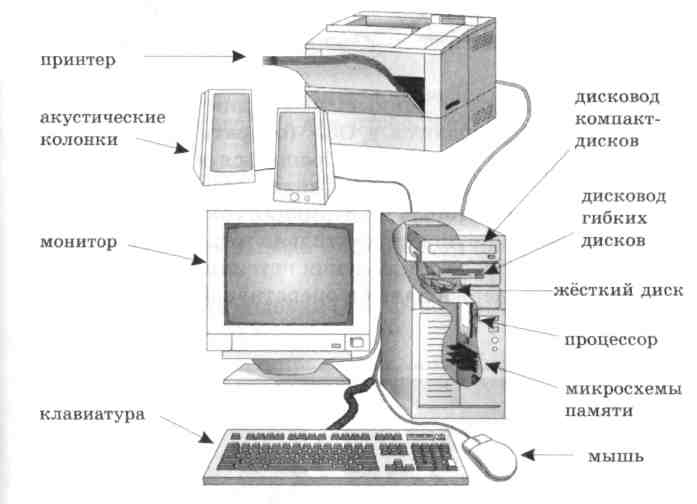 принтер
акустические
колонки
монитор
клавиатура
дисковод
компакт-
дисков
дисковод
гибких
дисков
жёсткий диск
процессор
микросхемы
памяти
мышь